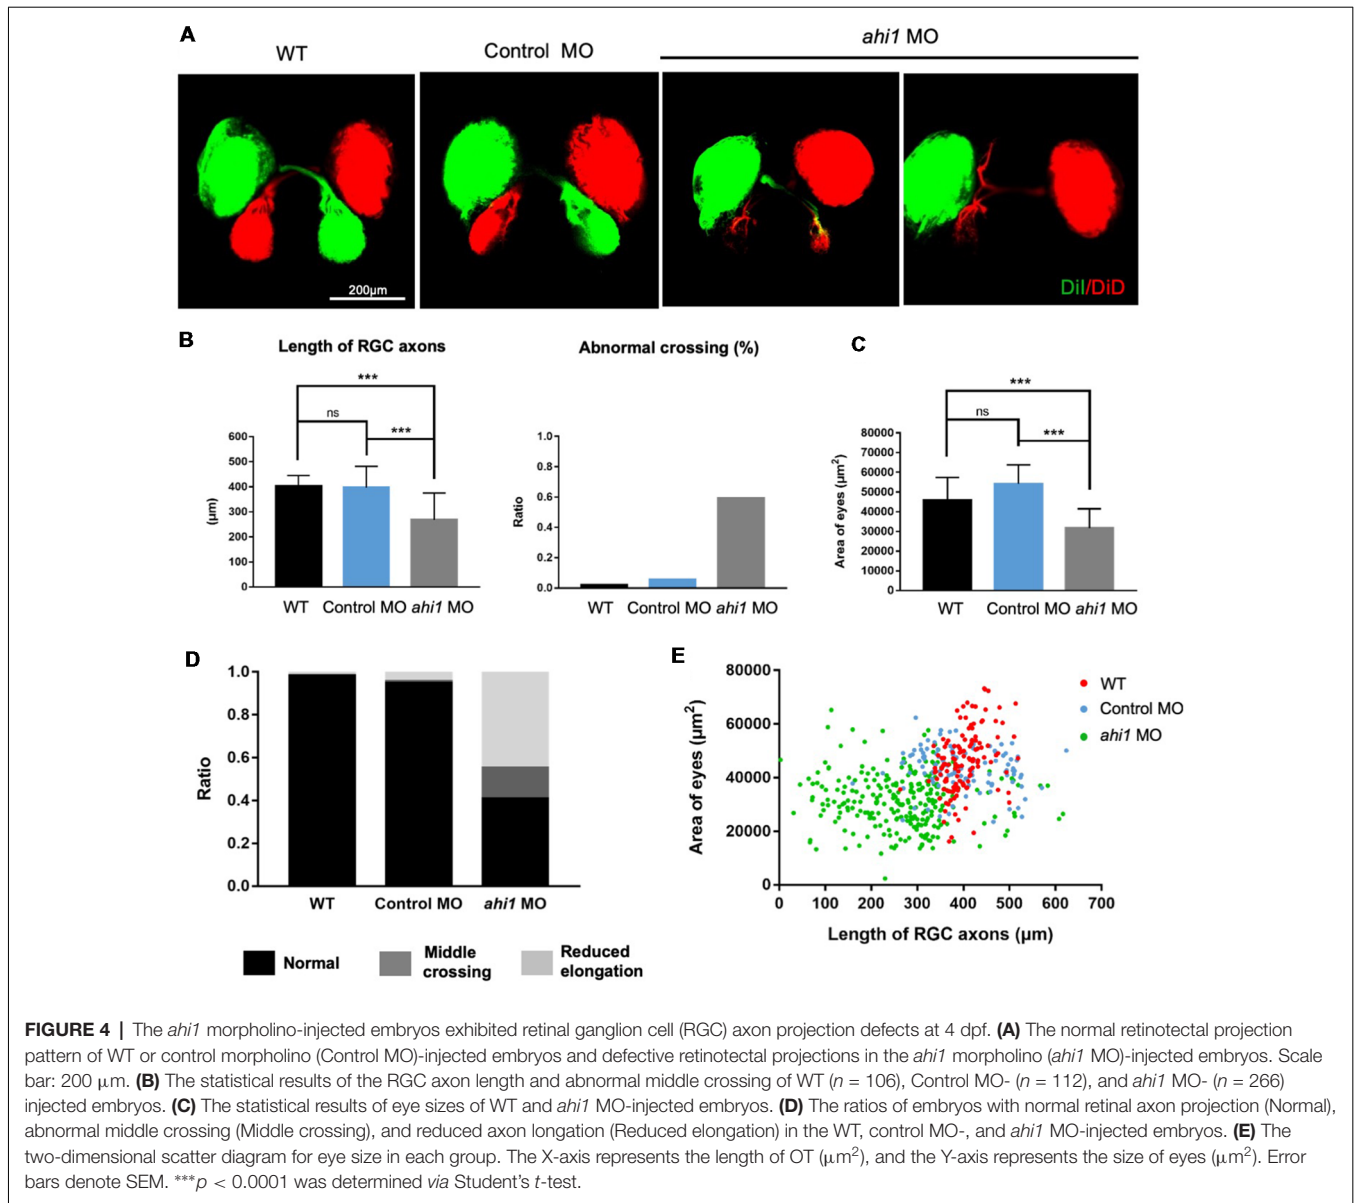 A
WT
Control MO
ahi1 MO
200µm
DiI/DiD
B
Length of RGC axons
***
ns
***
(µm)
600
500
400
300
200
100
0
WT Control MO ahi1 MO
Abnormal crossing (%)
Ratio
1.0
0.8
0.6
0.4
0.2
0.0
WT Control MO ahi1 MO
C
***
ns
***
Area of eyes (µm²)
80000
70000
60000
50000
40000
30000
20000
10000
0
WT Control MO ahi1 MO
D
Ratio
1.0
0.8
0.6
0.4
0.2
0.0
WT Control MO ahi1 MO
Normal
Middle
crossing
Reduced
elongation
E
Area of eyes (µm²)
80000
60000
40000
20000
0
0 100 200 300 400 500 600 700
Length of RGC axons (µm)
WT
Control MO
ahi1 MO
FIGURE 4 | The ahi1 morpholino-injected embryos exhibited retinal ganglion cell (RGC) axon projection defects at 4 dpf. (A) The normal retinotectal projection
pattern of WT or control morpholino (Control MO)-injected embryos and defective retinotectal projections in the ahi1 morpholino (ahi1 MO)-injected embryos. Scale
bar: 200 µm. (B) The statistical results of the RGC axon length and abnormal middle crossing of WT (n = 106), Control MO- (n = 112), and ahi1 MO- (n = 266)
injected embryos. (C) The statistical results of eye sizes of WT and ahi1 MO-injected embryos. (D) The ratios of embryos with normal retinal axon projection (Normal),
abnormal middle crossing (Middle crossing), and reduced axon longation (Reduced elongation) in the WT, control MO-, and ahi1 MO-injected embryos. (E) The
two-dimensional scatter diagram for eye size in each group. The X-axis represents the length of OT (µm²), and the Y-axis represents the size of eyes (µm²). Error
bars denote SEM. ***p < 0.0001 was determined via Student's t-test.